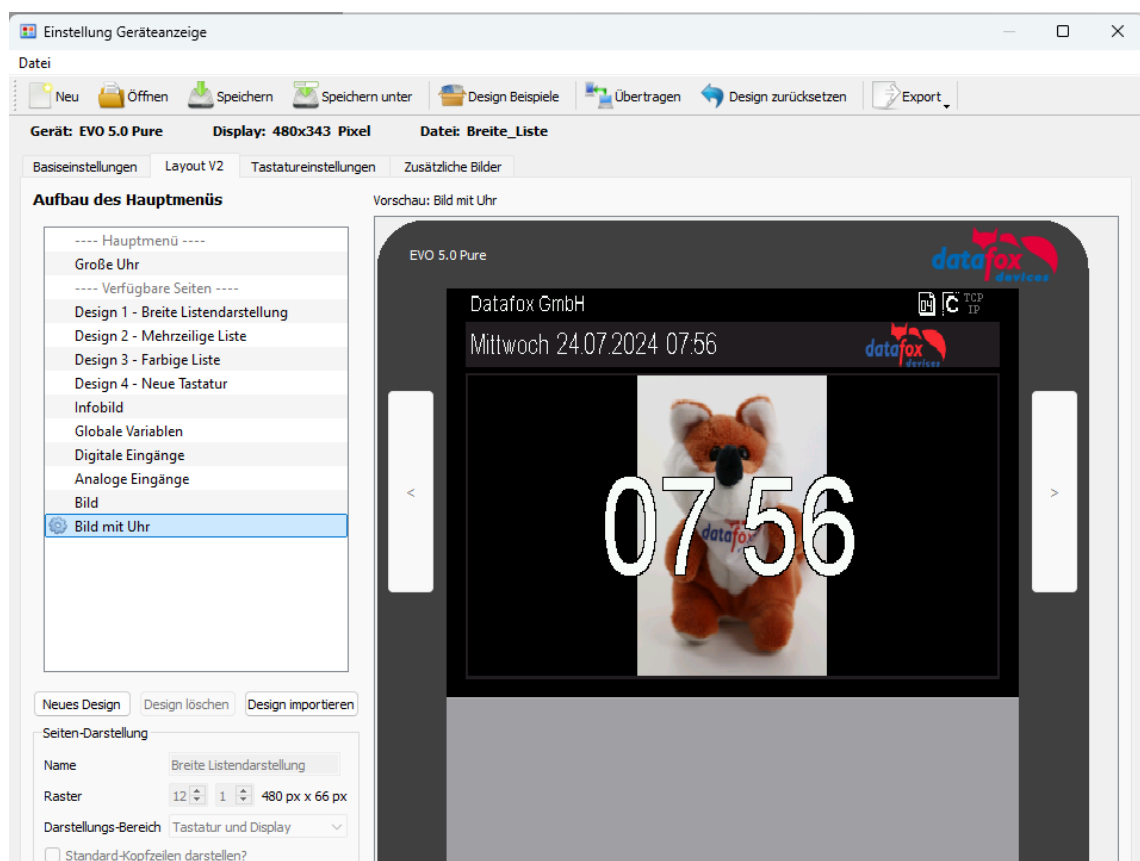 Einstellung Geräteanzeige
Datei
Neu Öffnen Speichern Speichern unter Design Beispiele Übertragen Design zurücksetzen Export
Gerät: EVO 5.0 Pure Display: 480x343 Pixel Datei: Breite_Liste
Basiseinstellungen Layout V2 Tastatureinstellungen Zusätzliche Bilder
Aufbau des Hauptmenüs
---- Hauptmenü ----
Große Uhr
---- Verfügbare Seiten ----
Design 1 - Breite Listendarstellung
Design 2 - Mehrzeilige Liste
Design 3 - Farbige Liste
Design 4 - Neue Tastatur
Infobild
Globale Variablen
Digitale Eingänge
Analoge Eingänge
Bild
Bild mit Uhr
Neues Design Design löschen Design importieren
Seiten-Darstellung
Name Breite Listendarstellung
Raster 12 1 480 px x 66 px
Darstellungs-Bereich Tastatur und Display
Standard-Kopfzeilen darstellen?
Vorschau: Bild mit Uhr
EVO 5.0 Pure
datafox
devices
Datafox GmbH 04 C TCP
IP
Mittwoch 24.07.2024 07:56
datafox
devices
<
07 56
datafox
devices
>